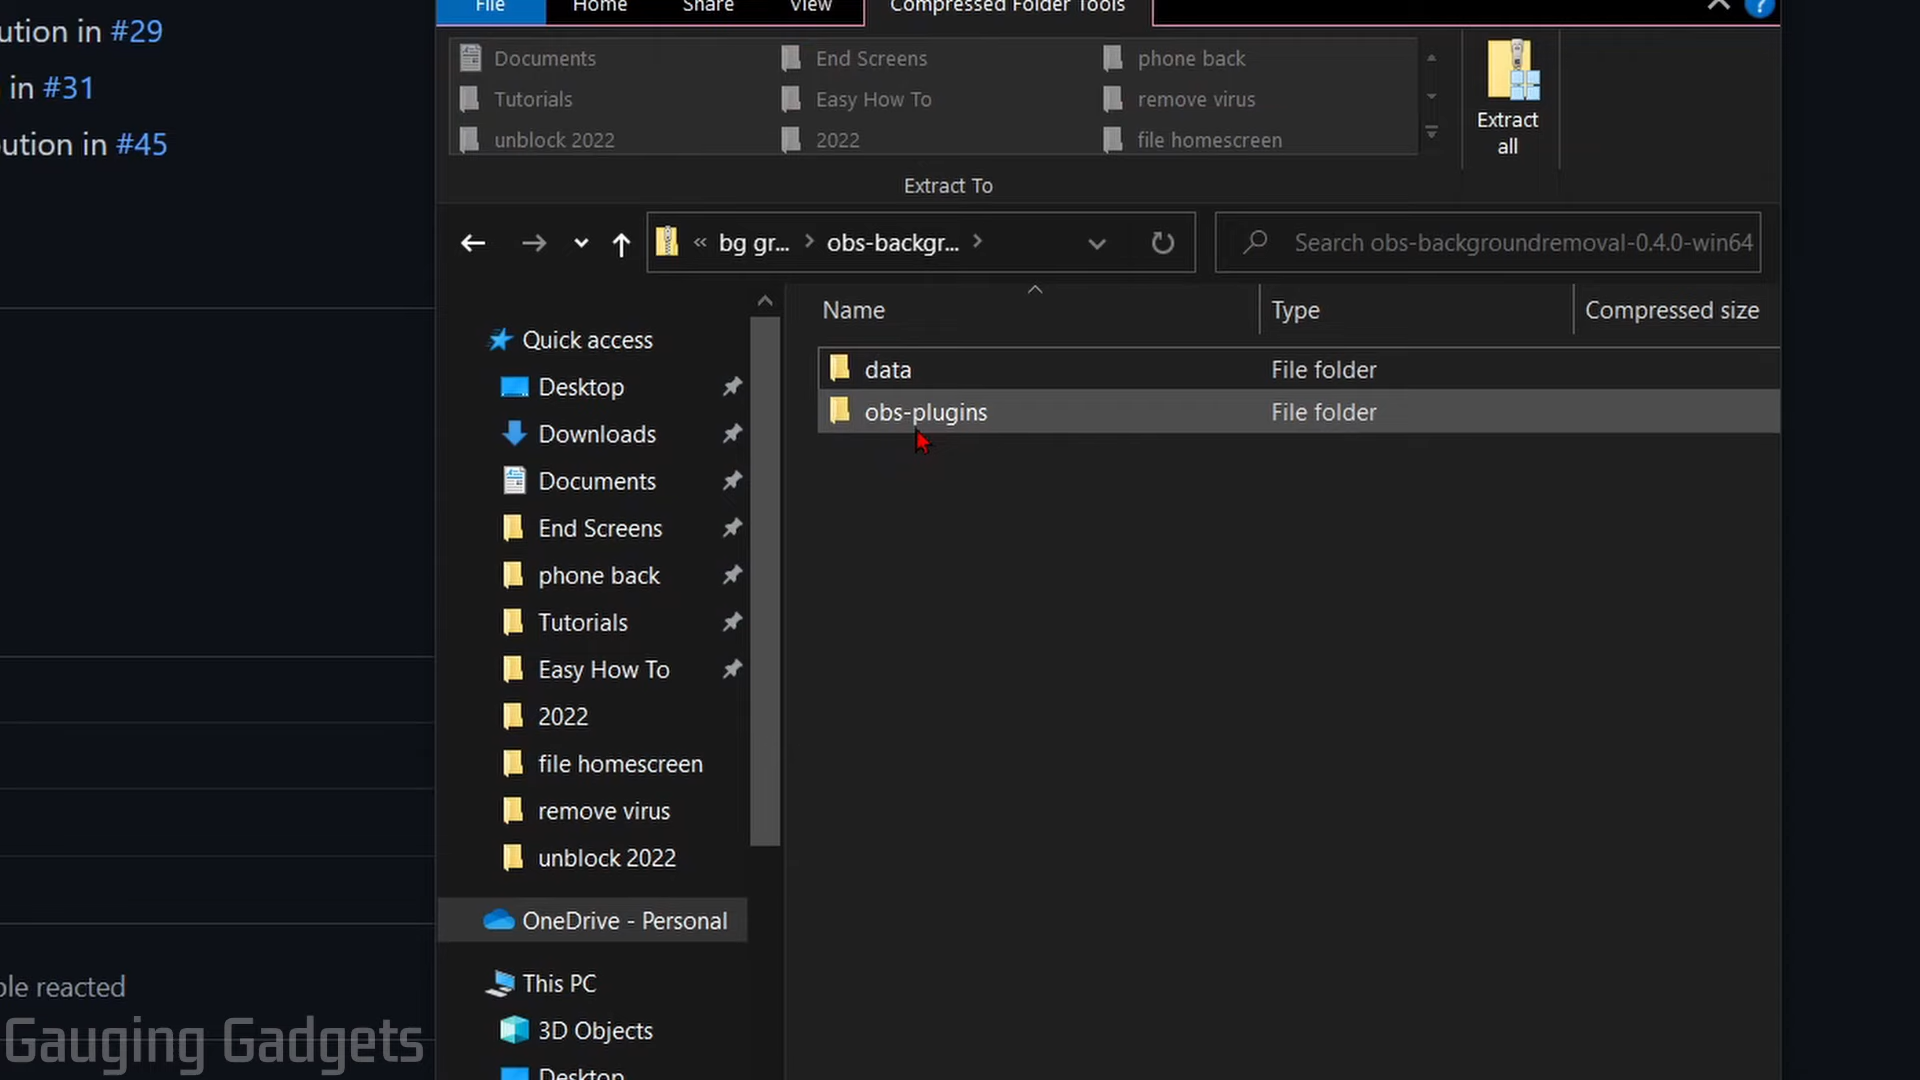 ution in #29
in #31
ution in #45
File Home Share View Compressed Folder Tools
Documents End Screens phone back
Tutorials Easy How To remove virus
unblock 2022 2022 file homescreen
Extract all
Extract To
« bg gr... > obs-backgr... > Search obs-backgroundremoval-0.4.0-win64
Name Type Compressed size
data File folder
obs-plugins File folder
Quick access
Desktop
Downloads
Documents
End Screens
phone back
Tutorials
Easy How To
2022
file homescreen
remove virus
unblock 2022
OneDrive - Personal
This PC
3D Objects
Desktop
ple reacted
Gauging Gadgets